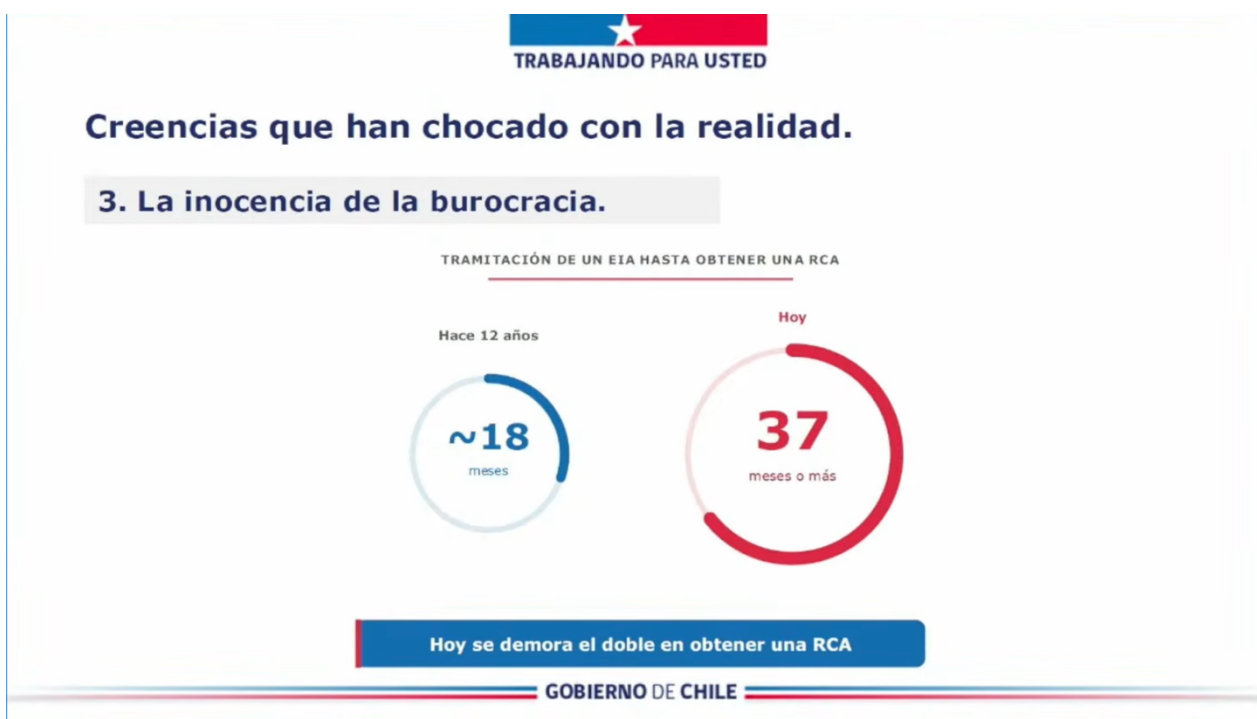 TRABAJANDO PARA USTED
Creencias que han chocado con la realidad.
3. La inocencia de la burocracia.
TRAMITACIÓN DE UN EIA HASTA OBTENER UNA RCA
Hace 12 años
~18
meses
Hoy
37
meses o más
Hoy se demora el doble en obtener una RCA
GOBIERNO DE CHILE